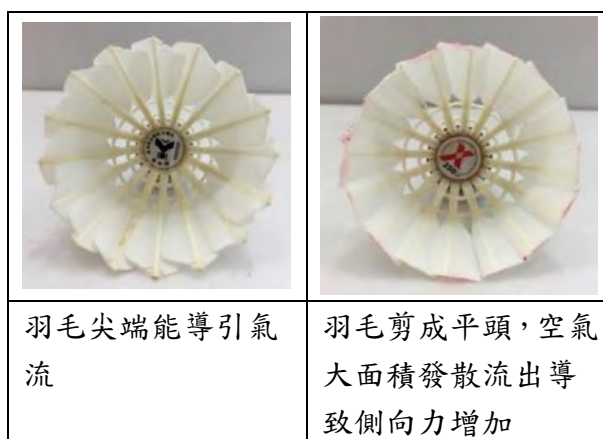 羽毛尖端能導引氣
流
羽毛剪成平頭，空氣
大面積發散流出導
致側向力增加